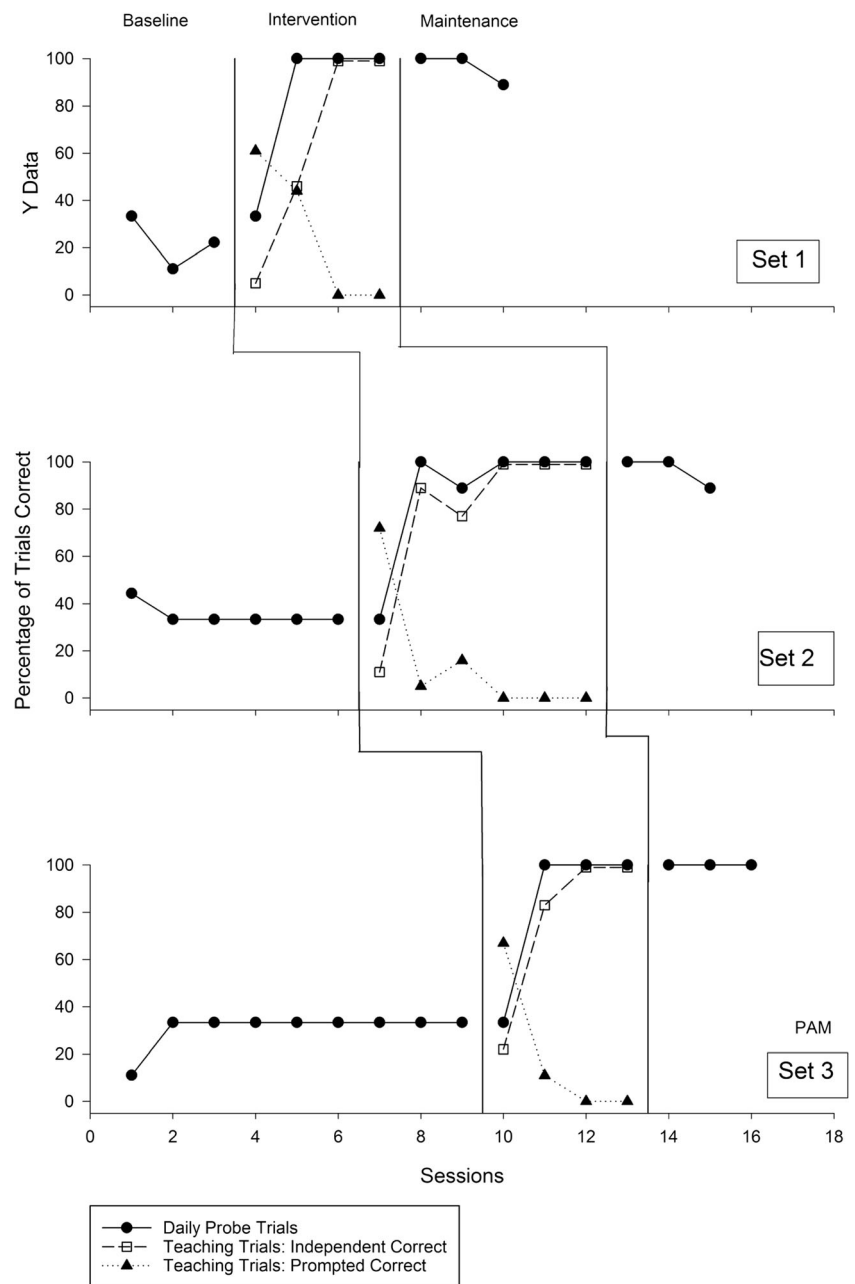 Baseline Intervention Maintenance
100
80
60
40
20
0
Y Data
Set 1
100
80
60
40
20
0
Percentage of Trials Correct
Set 2
100
80
60
40
20
0
PAM
Set 3
0 2 4 6 8 10 12 14 16 18
Sessions
Daily Probe Trials
Teaching Trials: Independent Correct
Teaching Trials: Prompted Correct